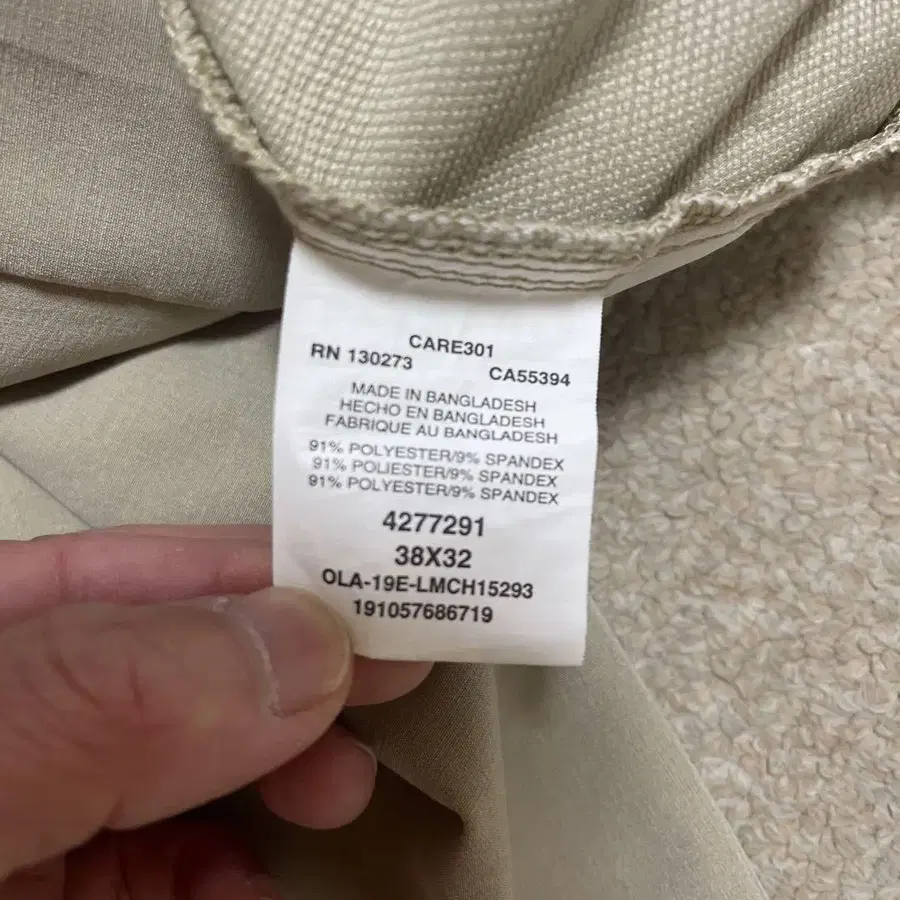 CARE301
RN 130273 CA55394
MADE IN BANGLADESH
HECHO EN BANGLADESH
FABRIQUE AU BANGLADESH
91% POLYESTER/9% SPANDEX
91% POLIESTER/9% SPANDEX
91% POLYESTER/9% SPANDEX
4277291
38X32
OLA-19E-LMCH15293
191057686719